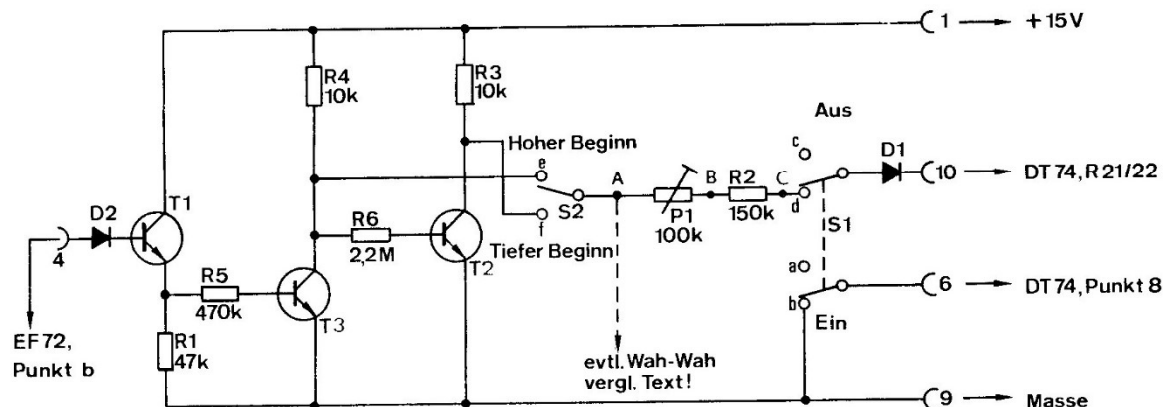 1
+15V
R4
10k
R3
10k
Aus
Hoher Beginn
c
D1
e
A
B
R2
C
10
DT74, R21/22
T1
D2
S2
d
150k
P1
100k
S1
4
R6
2,2M
f
Tiefer Beginn
T2
a
R5
470k
6
DT74, Punkt 8
b
Ein
T3
EF72,
Punkt b
R1
47k
evtl. Wah-Wah
vergl. Text!
9
Masse